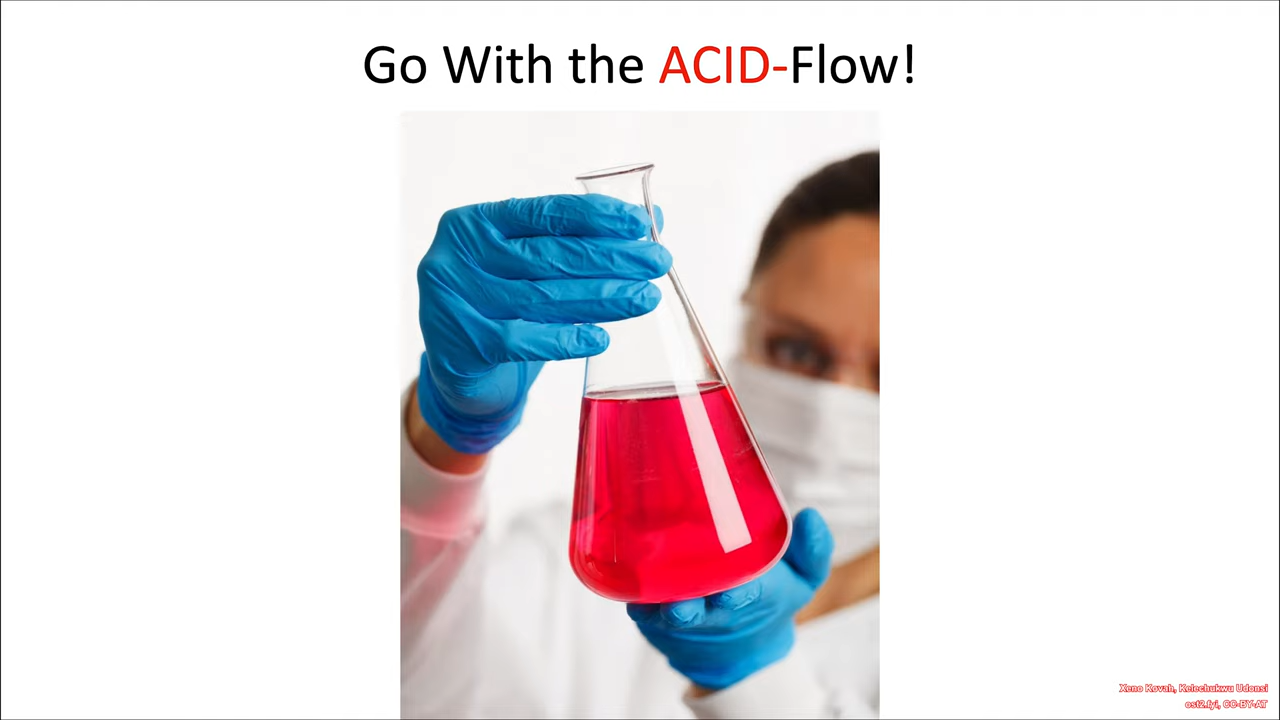 Go With the ACID-Flow!
Xeno Kovah, Kelechukwu Udonsi
ost2.fyi, CC-BY-AT